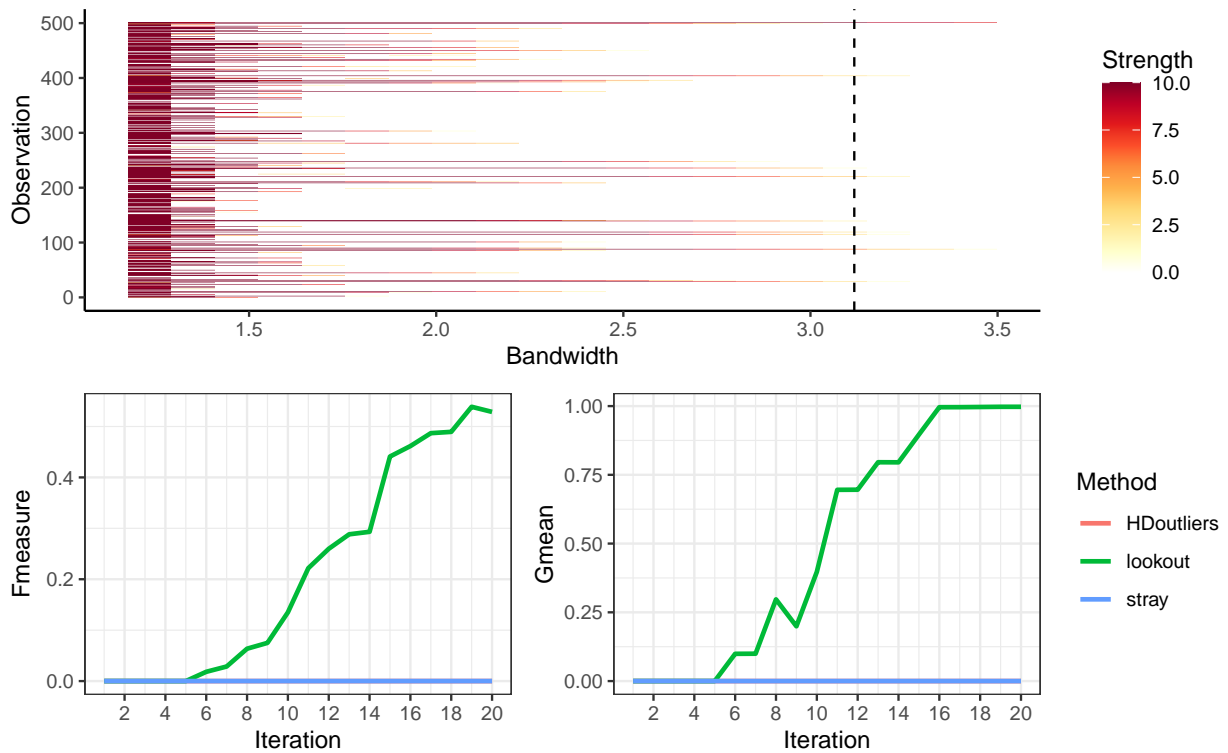 500
400
300
200
100
0
Observation
1.5
2.0
2.5
3.0
3.5
Bandwidth
Strength
10.0
7.5
5.0
2.5
0.0
Fmeasure
0.4
0.2
0.0
2 4 6 8 10 12 14 16 18 20
Iteration
Gmean
1.00
0.75
0.50
0.25
0.00
2 4 6 8 10 12 14 16 18 20
Iteration
Method
HDoutliers
lookout
stray